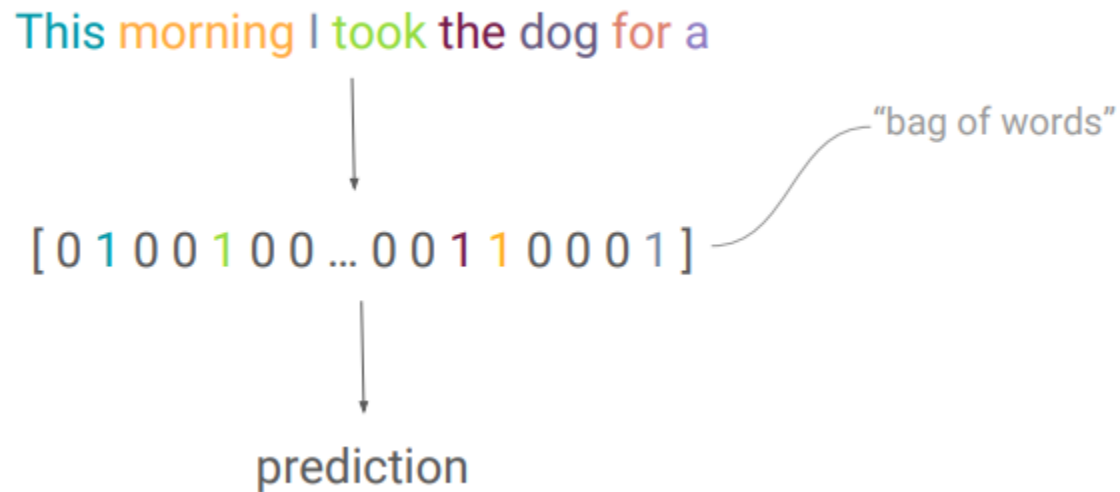 This morning I took the dog for a
“bag of words”
[ 0 1 0 0 1 0 0 ... 0 0 1 1 0 0 0 1 ]
prediction